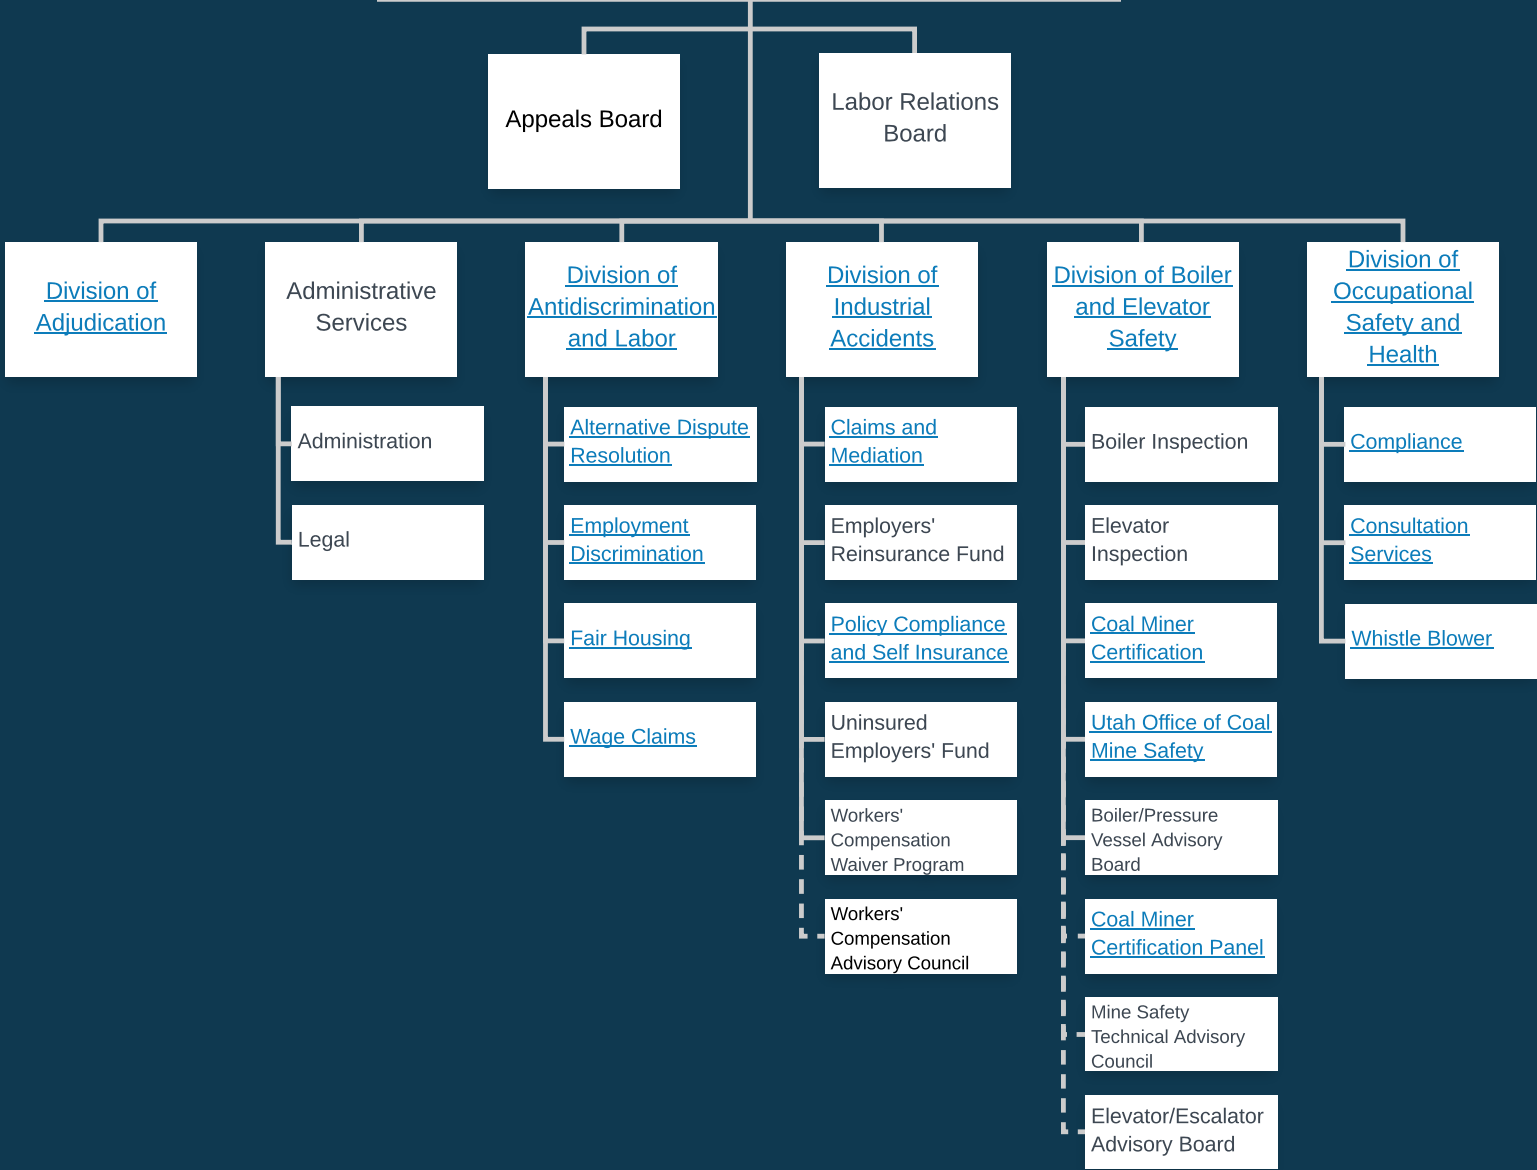 Appeals Board
Labor Relations
Board
Division of
Adjudication
Administrative
Services
Division of
Antidiscrimination
and Labor
Division of
Industrial
Accidents
Division of Boiler
and Elevator
Safety
Division of
Occupational
Safety and
Health
Administration
Legal
Alternative Dispute
Resolution
Employment
Discrimination
Fair Housing
Wage Claims
Claims and
Mediation
Employers'
Reinsurance Fund
Policy Compliance
and Self Insurance
Uninsured
Employers' Fund
Workers'
Compensation
Waiver Program
Workers'
Compensation
Advisory Council
Boiler Inspection
Elevator
Inspection
Coal Miner
Certification
Utah Office of Coal
Mine Safety
Boiler/Pressure
Vessel Advisory
Board
Coal Miner
Certification Panel
Mine Safety
Technical Advisory
Council
Elevator/Escalator
Advisory Board
Compliance
Consultation
Services
Whistle Blower